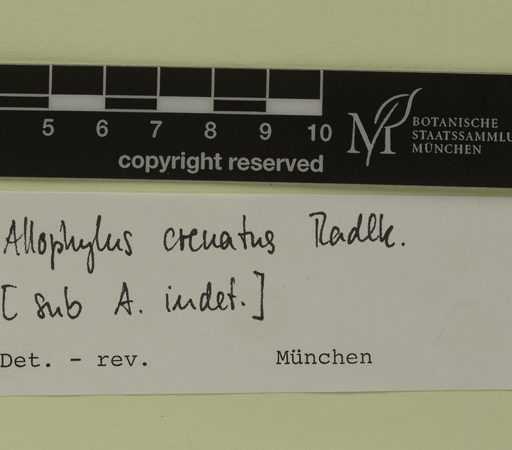 5 6 7 8 9 10
copyright reserved
BOTANISCHE
STAATSSAMMLU
MÜNCHEN
Allophylus crenatus Radlk.
[sub A. indet.]
Det. - rev. München